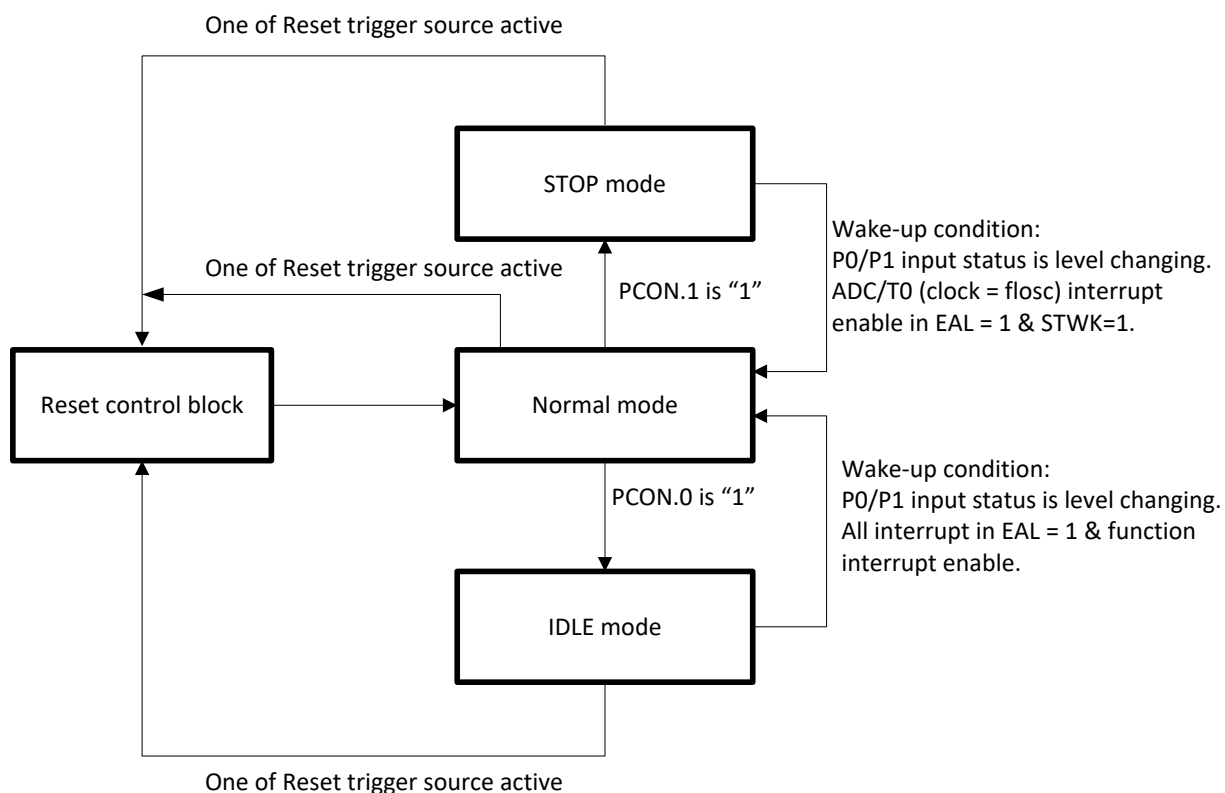 One of Reset trigger source active
STOP mode
Wake-up condition:
P0/P1 input status is level changing.
ADC/T0 (clock = flosc) interrupt
enable in EAL = 1 & STWK=1.
One of Reset trigger source active
PCON.1 is “1”
Reset control block
Normal mode
PCON.0 is “1”
Wake-up condition:
P0/P1 input status is level changing.
All interrupt in EAL = 1 & function
interrupt enable.
IDLE mode
One of Reset trigger source active